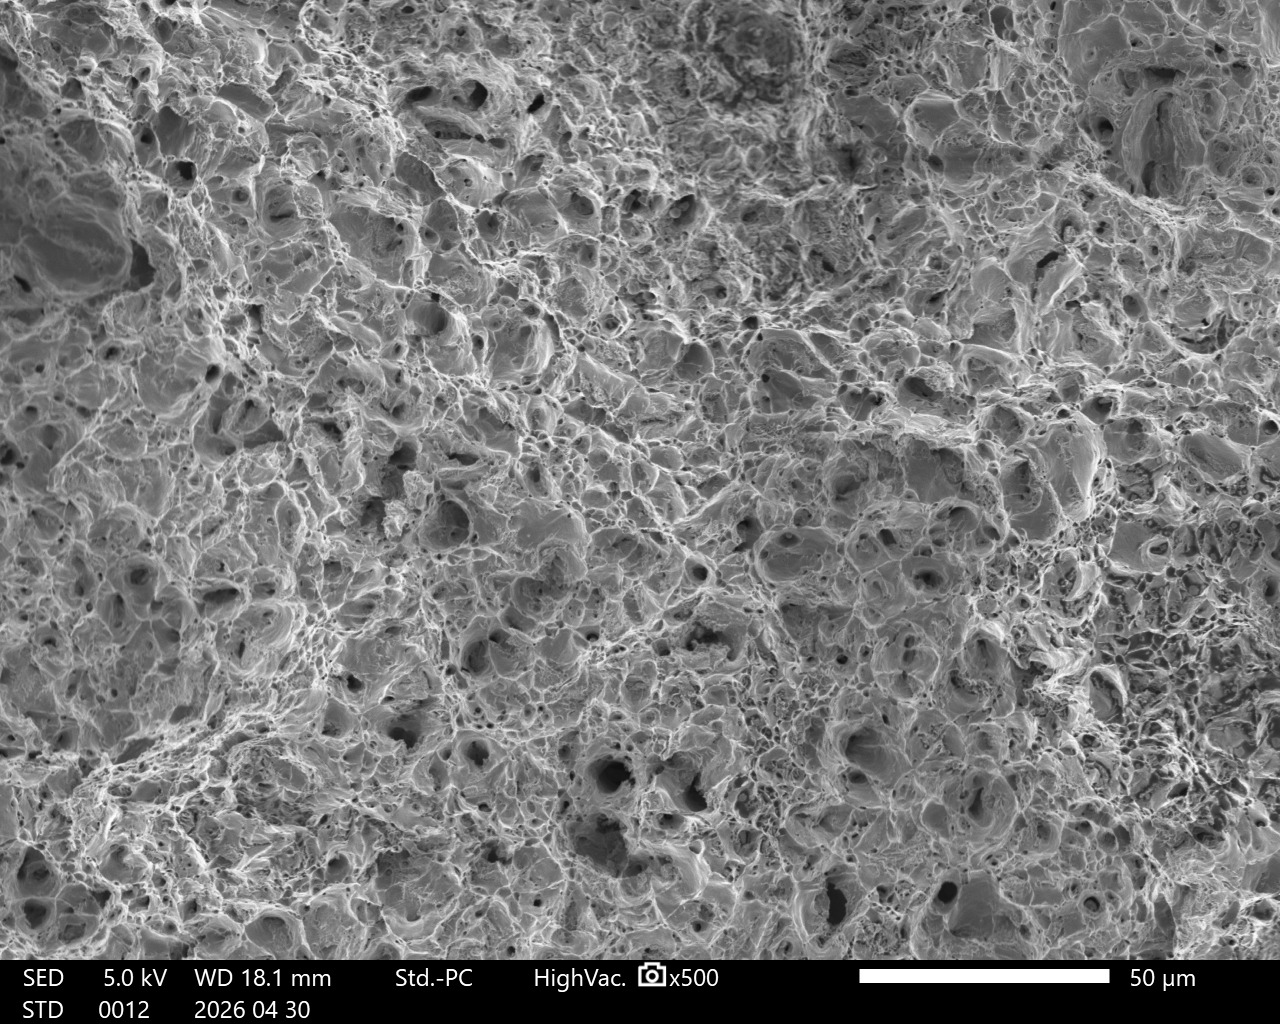 SED 5.0 kV WD 18.1 mm Std.-PC HighVac. x500 50 µm
STD 0012 2026 04 30